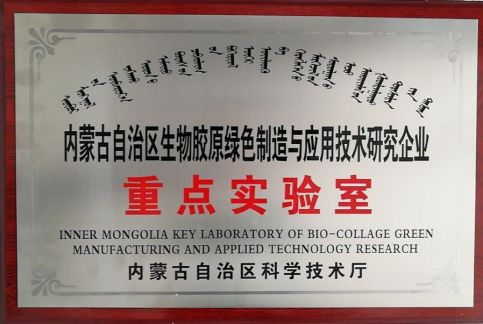 内蒙古自治区生物胶原绿色制造与应用技术研究企业
重点实验室
INNER MONGOLIA KEY LABORATORY OF BIO-COLLAGE GREEN
MANUFACTURING AND APPLIED TECHNOLOGY RESEARCH
内蒙古自治区科学技术厅